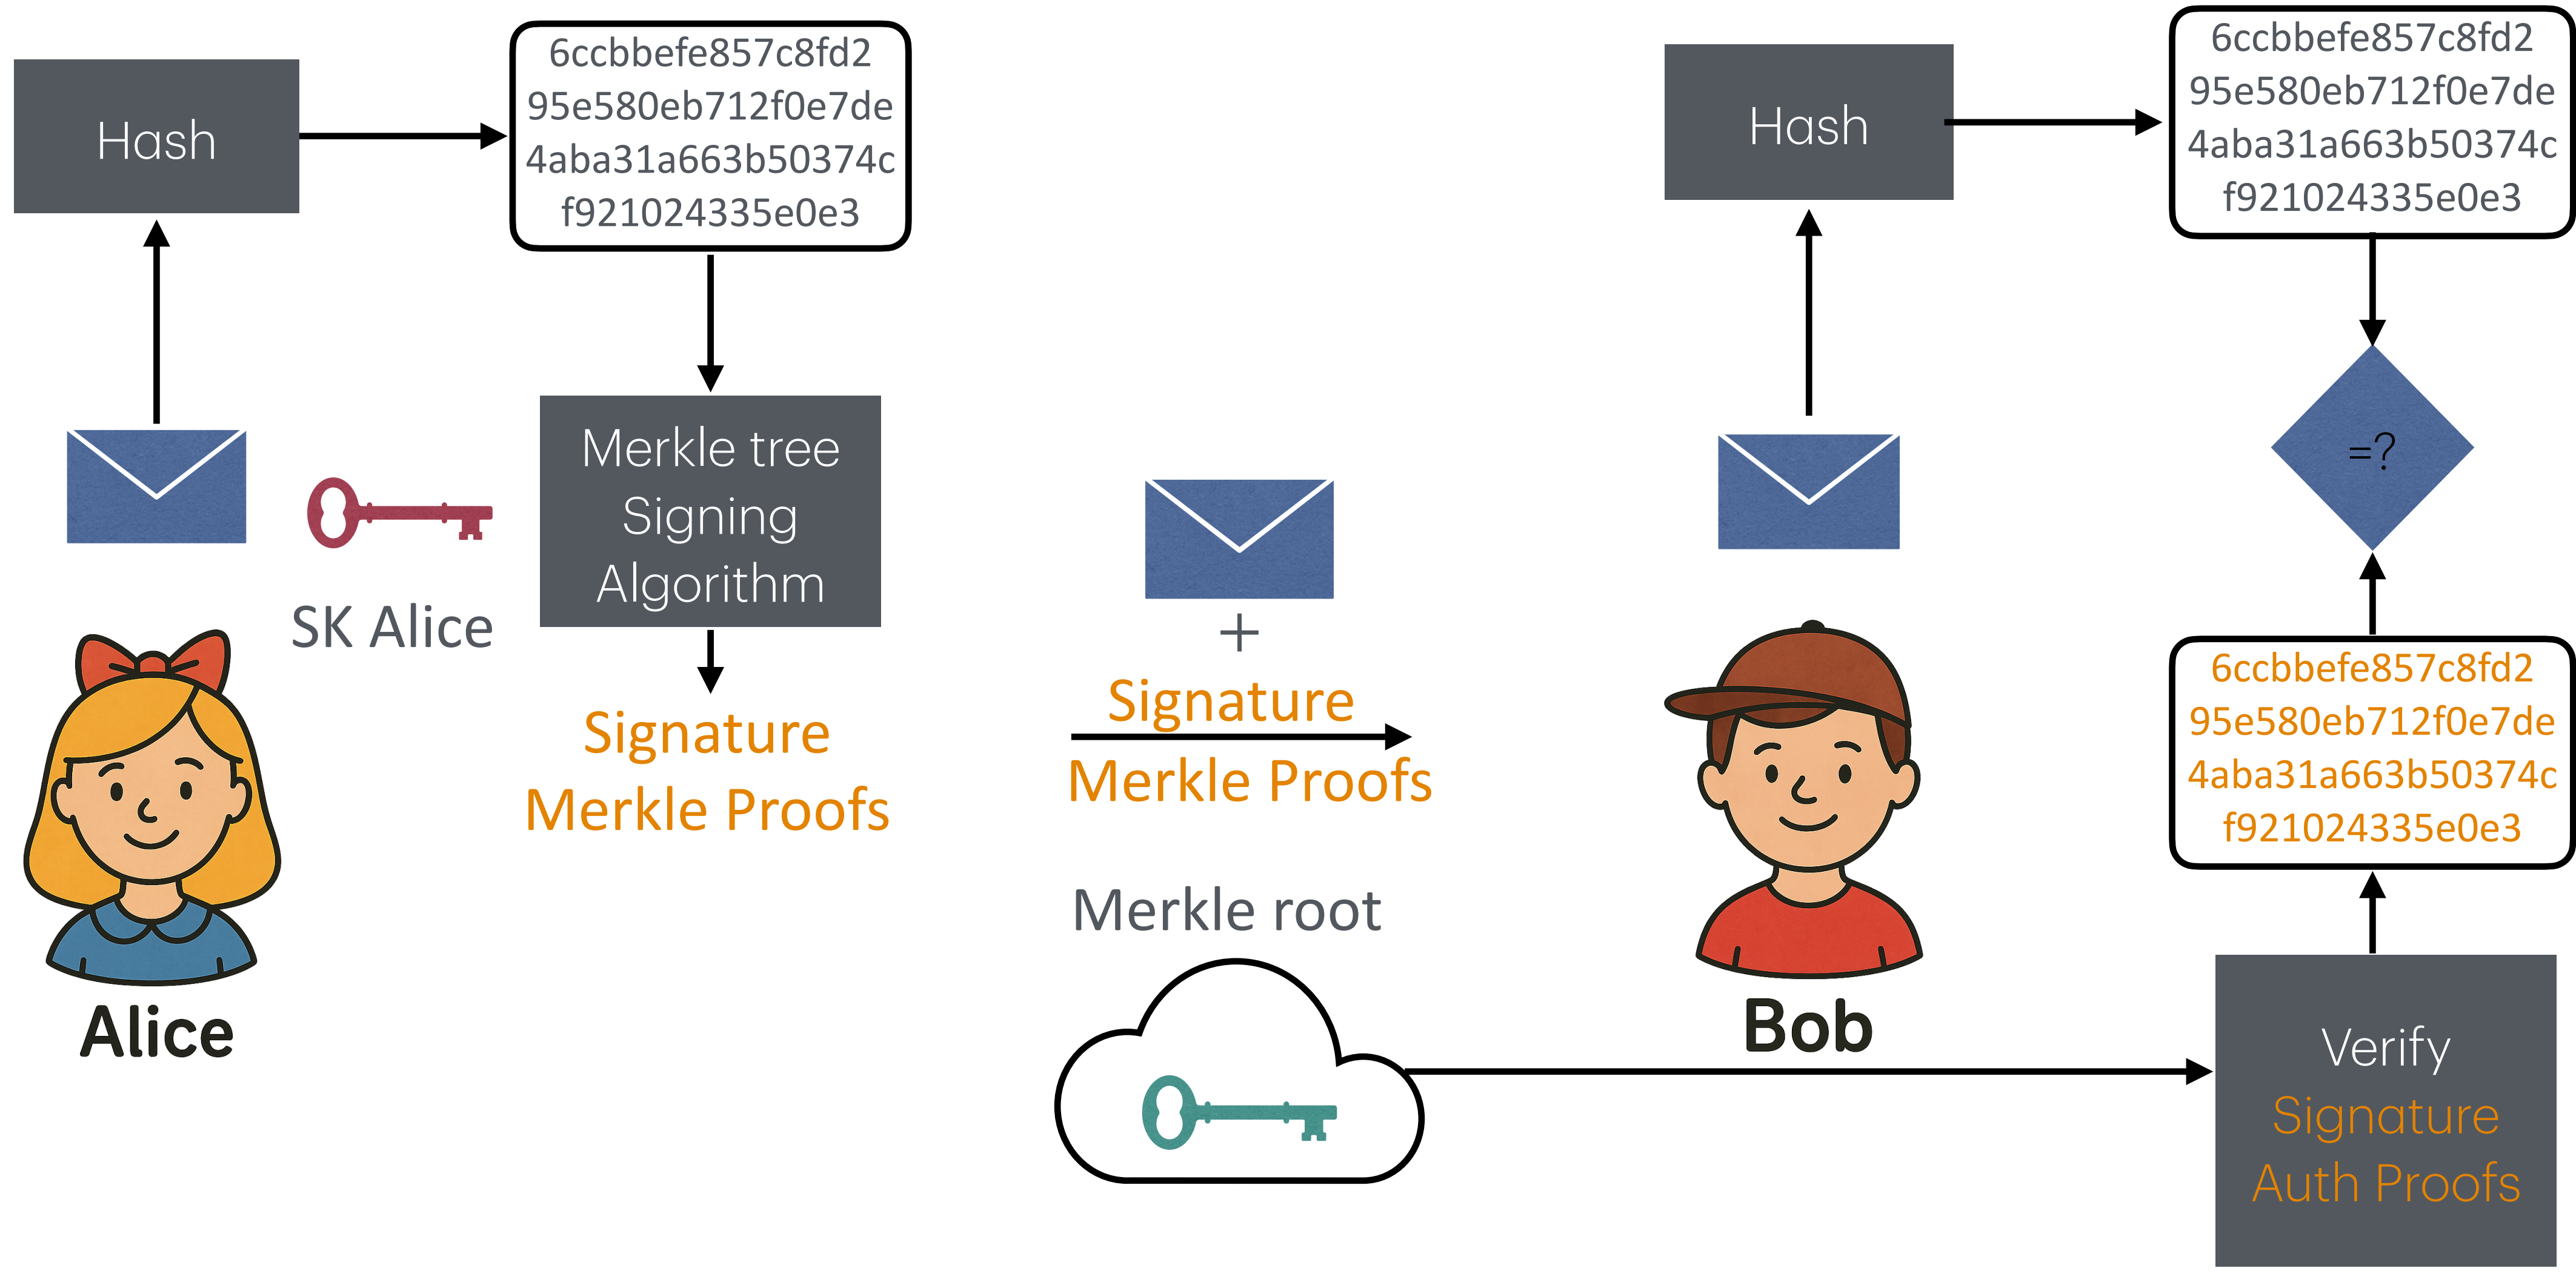 Hash
6ccbbefe857c8fd2
95e580eb712f0e7de
4aba31a663b50374c
f921024335e0e3
Merkle tree
Signing
Algorithm
SK Alice
Signature
Merkle Proofs
Alice
+
Signature
Merkle Proofs
Merkle root
Hash
6ccbbefe857c8fd2
95e580eb712f0e7de
4aba31a663b50374c
f921024335e0e3
=?
Bob
6ccbbefe857c8fd2
95e580eb712f0e7de
4aba31a663b50374c
f921024335e0e3
Verify
Signature
Auth Proofs